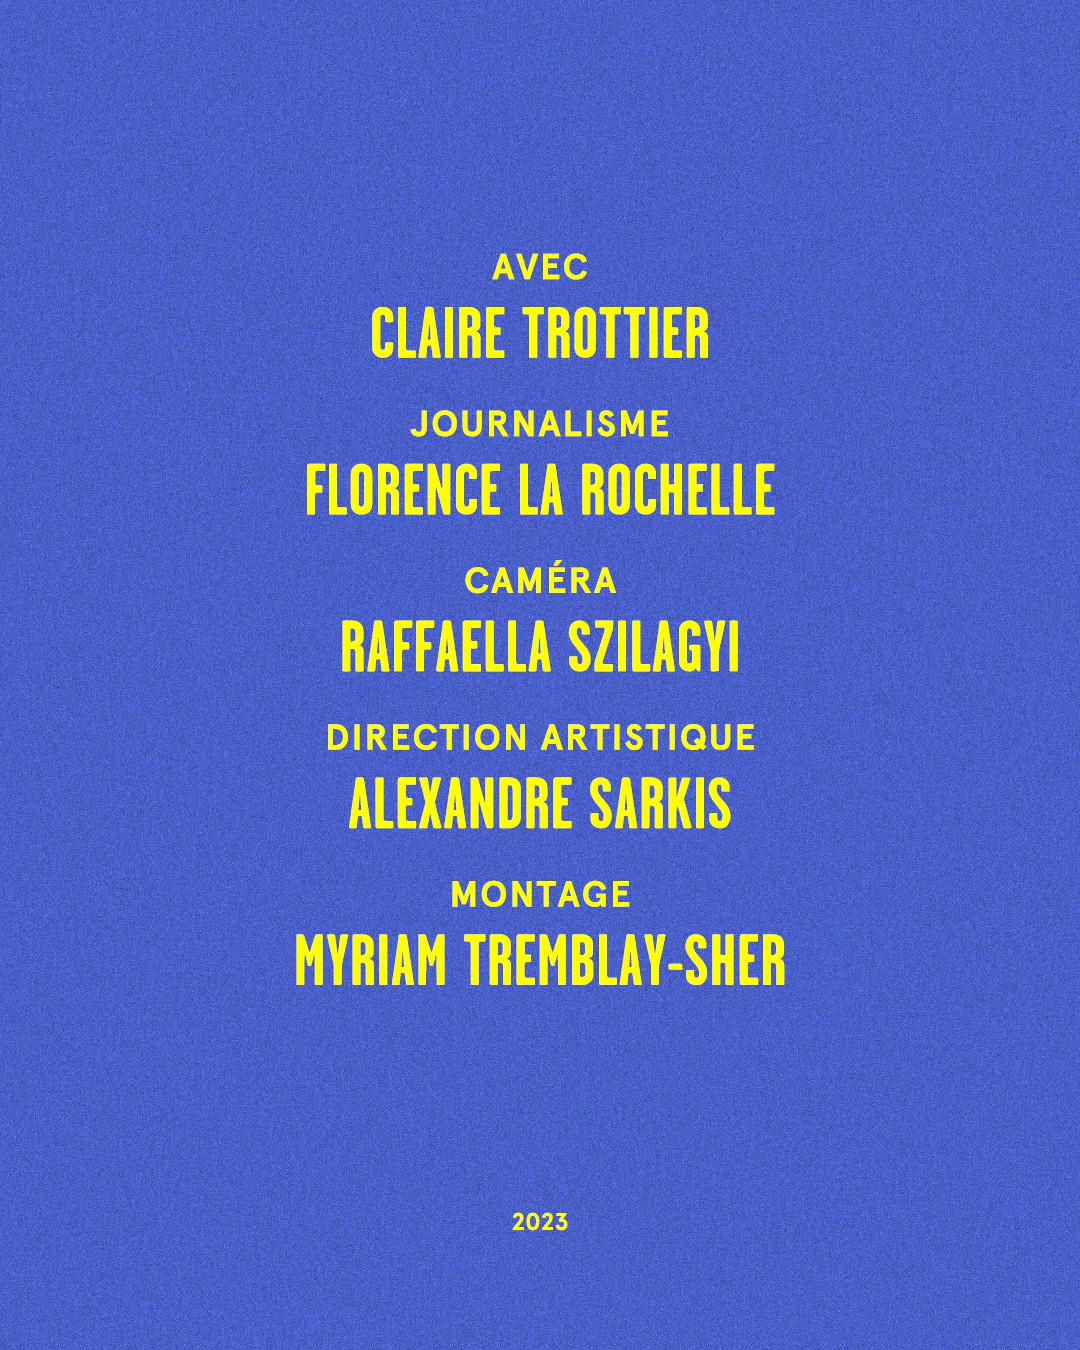 AVEC
CLAIRE TROTTIER
JOURNALISME
FLORENCE LA ROCHELLE
CAMÉRA
RAFFAELLA SZILAGYI
DIRECTION ARTISTIQUE
ALEXANDRE SARKIS
MONTAGE
MYRIAM TREMBLAY-SHER
2023